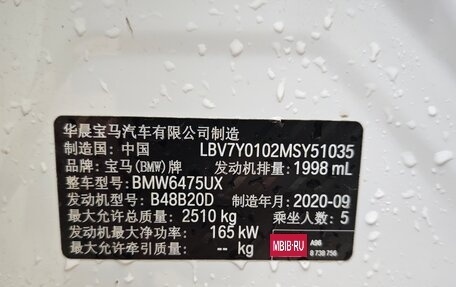 华晨宝马汽车有限公司制造
制造国: 中国 LBV7Y0102MSY51035
品牌: 宝马(BMW)牌 发动机排量: 1998 mL
整车型号: BMW6475UX
发动机型号: B48B20D 制造年月: 2020-09
最大允许总质量: 2510 kg 乘坐人数: 5
发动机最大净功率: 165 kW
最大允许牵引质量: -- kg
MBIB.RU
A96
8 738 756